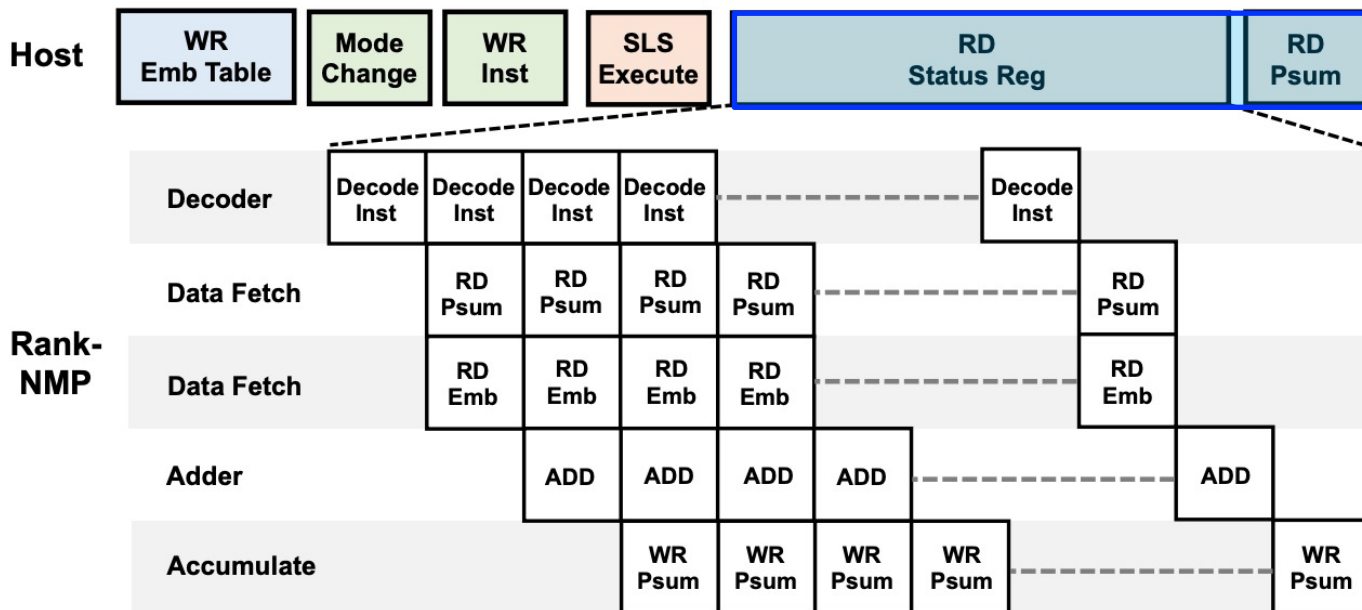 Host
WR
Emb Table
Mode
Change
WR
Inst
SLS
Execute
RD
Status Reg
RD
Psum
Rank-
NMP
Decoder
Decode
Inst
Decode
Inst
Decode
Inst
Decode
Inst
Decode
Inst
Data Fetch
RD
Psum
RD
Psum
RD
Psum
RD
Psum
RD
Psum
Data Fetch
RD
Emb
RD
Emb
RD
Emb
RD
Emb
RD
Emb
Adder
ADD
ADD
ADD
ADD
ADD
Accumulate
WR
Psum
WR
Psum
WR
Psum
WR
Psum
WR
Psum